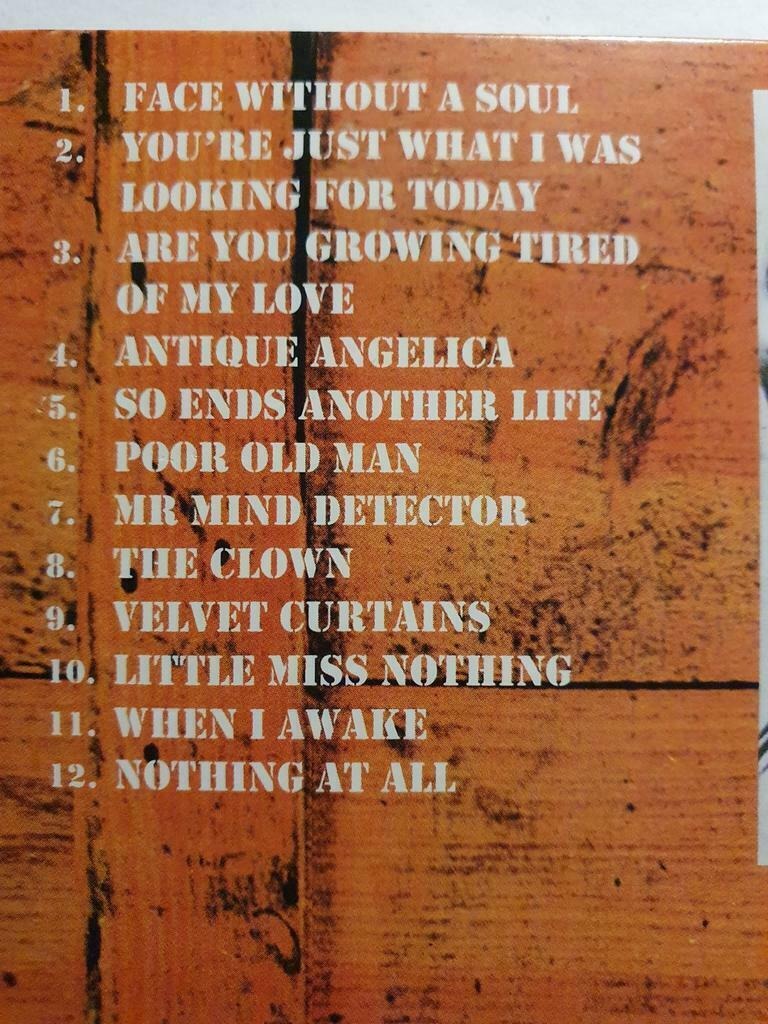 1. FACE WITHOUT A SOUL
2. YOU'RE JUST WHAT I WAS
LOOKING FOR TODAY
3. ARE YOU GROWING TIRED
OF MY LOVE
4. ANTIQUE ANGELICA
5. SO ENDS ANOTHER LIFE
6. POOR OLD MAN
7. MR MIND DETECTOR
8. THE CLOWN
9. VELVET CURTAINS
10. LITTLE MISS NOTHING
11. WHEN I AWAKE
12. NOTHING AT ALL